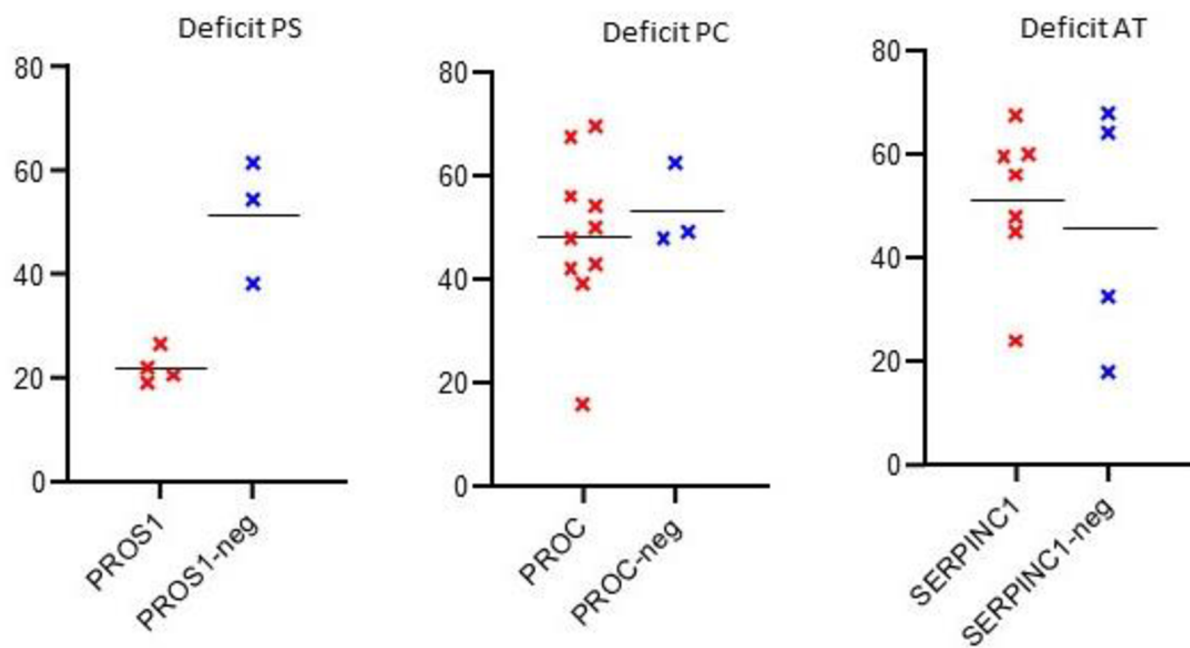 Deficit PS
80
60
40
20
0
PROS1
PROS1-neg
Deficit PC
80
60
40
20
0
PROC
PROC-neg
Deficit AT
80
60
40
20
0
SERPINC1
SERPINC1-neg